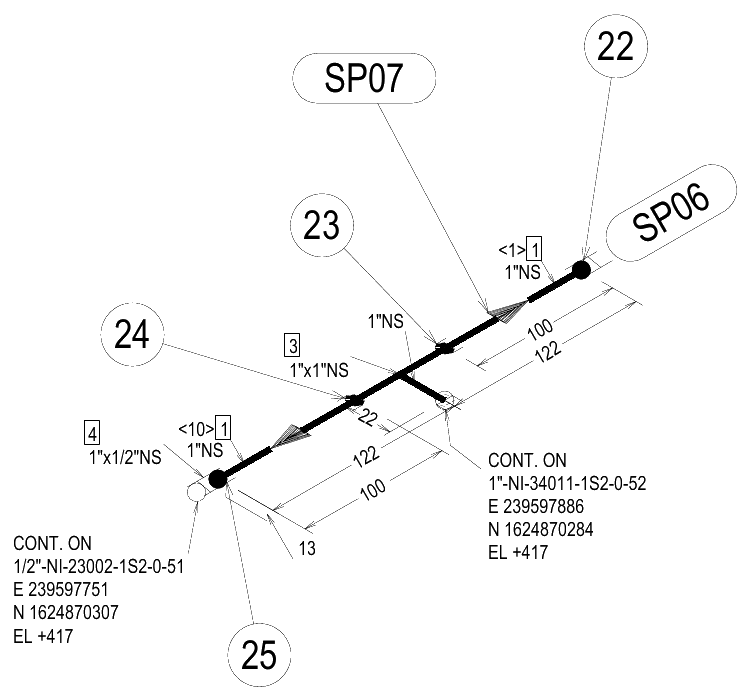 22
SP07
SP06
23
<1> 1
1"NS
1"NS
24
3
1"x1"NS
100
122
22
4
<10> 1
1"NS
1"x1/2"NS
122
100
CONT. ON
1"-NI-34011-1S2-0-52
E 239597886
N 1624870284
EL +417
13
CONT. ON
1/2"-NI-23002-1S2-0-51
E 239597751
N 1624870307
EL +417
25